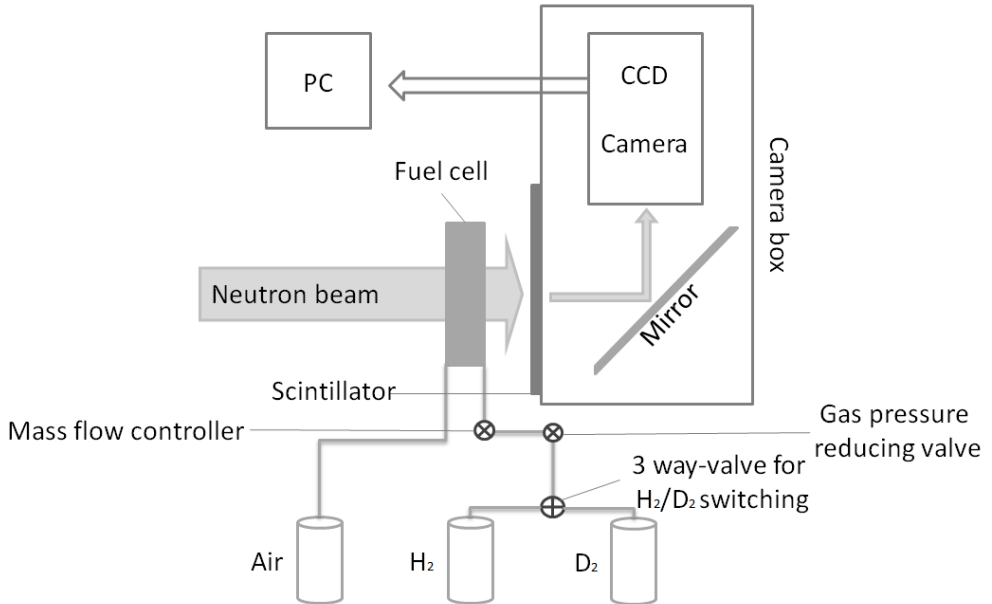 PC
CCD
Camera
Camera box
Fuel cell
Neutron beam
Mirror
Scintillator
Mass flow controller
Gas pressure
reducing valve
3 way-valve for
H₂/D₂ switching
Air
H₂
D₂